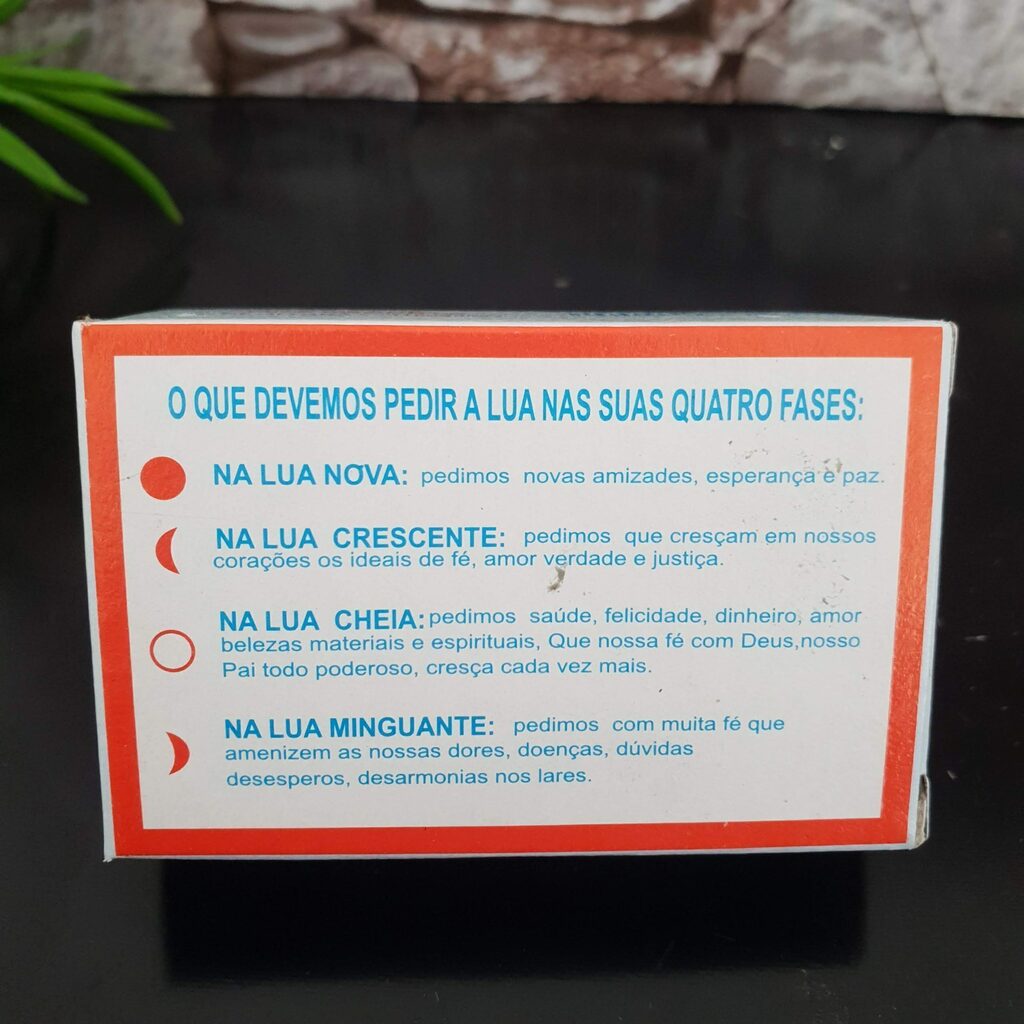 O QUE DEVEMOS PEDIR A LUA NAS SUAS QUATRO FASES:
NA LUA NOVA: pedimos novas amizades, esperança e paz.
NA LUA CRESCENTE: pedimos que cresçam em nossos
corações os ideais de fé, amor verdade e justiça.
NA LUA CHEIA: pedimos saúde, felicidade, dinheiro, amor
belezas materiais e espirituais, Que nossa fé com Deus,nosso
Pai todo poderoso, cresça cada vez mais.
NA LUA MINGUANTE: pedimos com muita fé que
amenizem as nossas dores, doenças, dúvidas
desesperos, desarmonias nos lares.